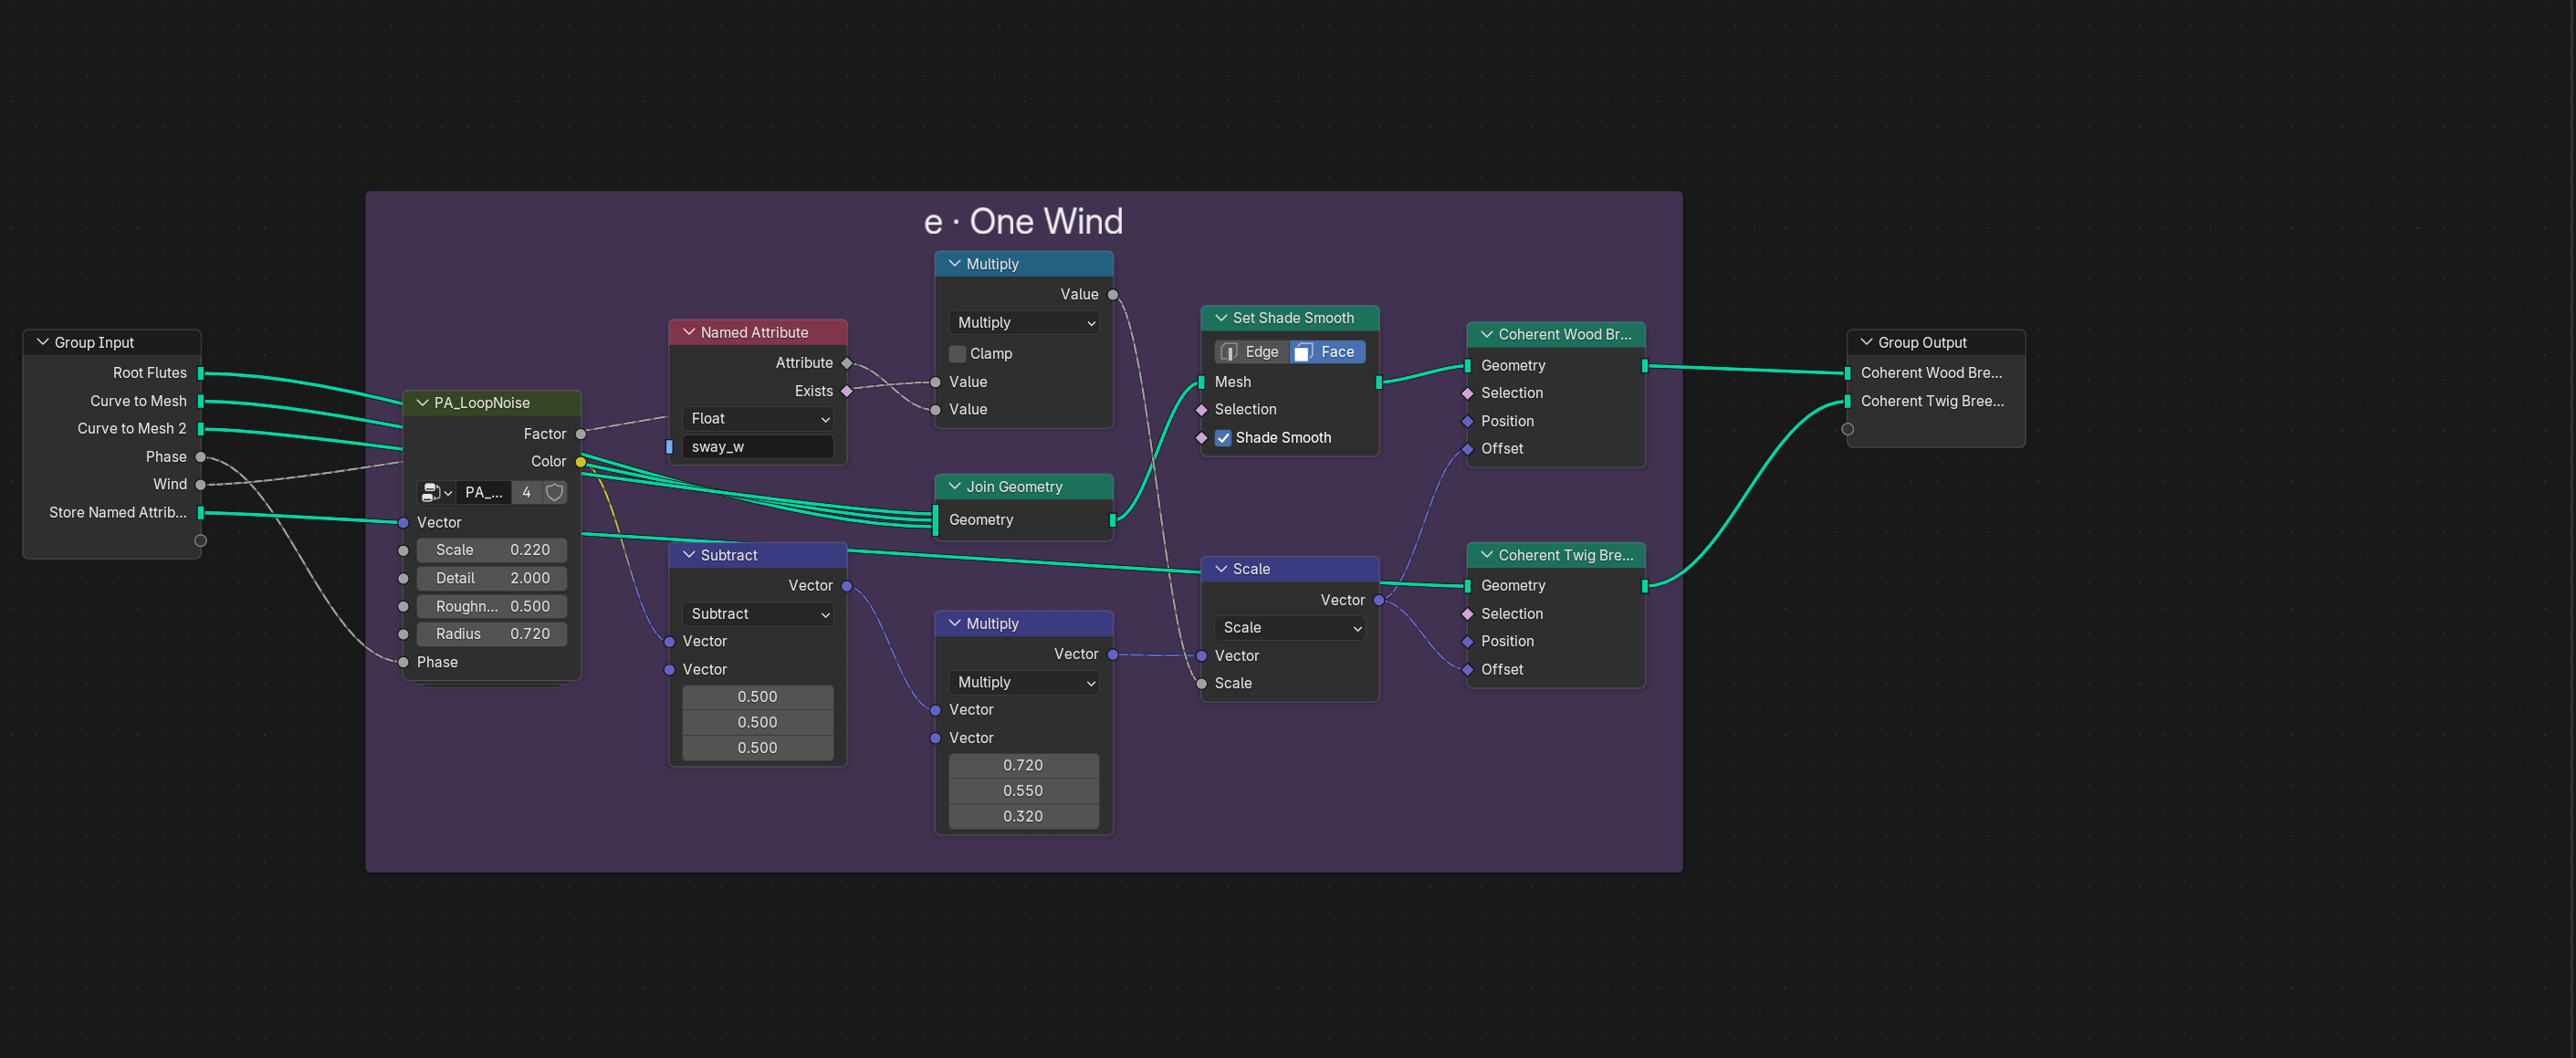 e · One Wind
Group Input
Root Flutes
Curve to Mesh
Curve to Mesh 2
Phase
Wind
Store Named Attrib...
PA_LoopNoise
Factor
Color
PA_... 4
Vector
Scale 0.220
Detail 2.000
Roughn... 0.500
Radius 0.720
Phase
Named Attribute
Attribute
Exists
Float
sway_w
Subtract
Vector
Subtract
Vector
Vector
0.500
0.500
0.500
Multiply
Value
Multiply
Clamp
Value
Value
Join Geometry
Geometry
Multiply
Vector
Multiply
Vector
Vector
0.720
0.550
0.320
Set Shade Smooth
Edge Face
Mesh
Selection
Shade Smooth
Scale
Vector
Scale
Vector
Scale
Coherent Wood Br...
Geometry
Selection
Position
Offset
Coherent Twig Bre...
Geometry
Selection
Position
Offset
Group Output
Coherent Wood Bre...
Coherent Twig Bree...